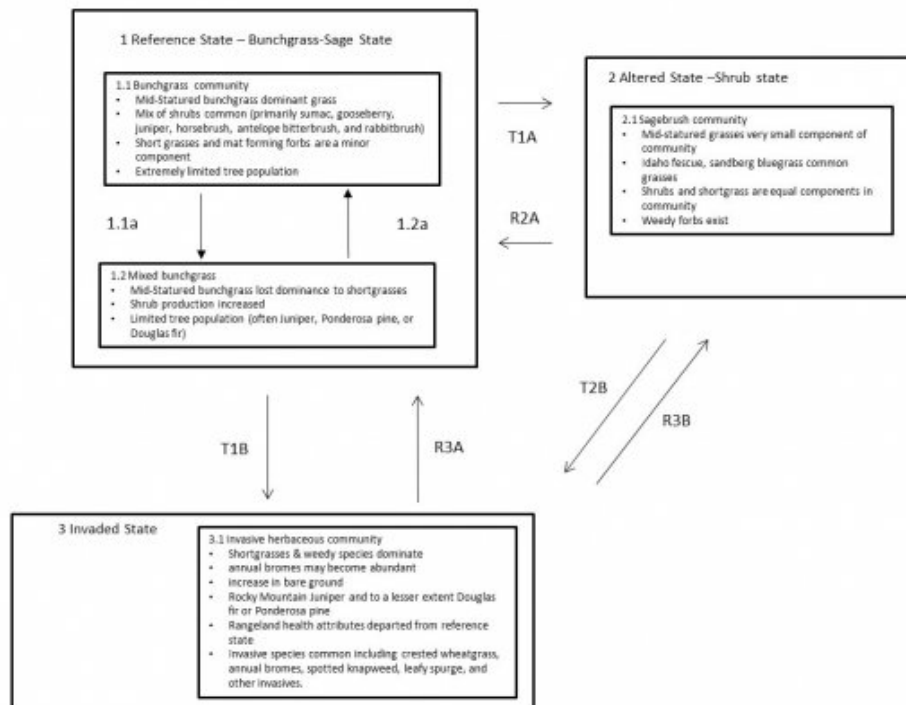 1 Reference State – Bunchgrass-Sage State
1.1 Bunchgrass community
• Mid-Statured bunchgrass dominant grass
• Mix of shrubs common (primarily sumac, gooseberry,
juniper, horsebrush, antelope bitterbrush, and rabbitbrush)
• Short grasses and mat forming forbs are a minor
component
• Extremely limited tree population
1.1a
1.2a
1.2 Mixed bunchgrass
• Mid-Statured bunchgrass lost dominance to shortgrasses
• Shrub production increased
• Limited tree population (often Juniper, Ponderosa pine, or
Douglas fir)
T1A
R2A
2 Altered State –Shrub state
2.1 Sagebrush community
• Mid-statured grasses very small component of
community
• Idaho fescue, sandberg bluegrass common
grasses
• Shrubs and shortgrass are equal components in
community
• Weedy forbs exist
T1B
R3A
T2B
R3B
3 Invaded State
3.1 Invasive herbaceous community
• Shortgrasses & weedy species dominate
• annual bromes may become abundant
• increase in bare ground
• Rocky Mountain Juniper and to a lesser extent Douglas
fir or Ponderosa pine
• Rangeland health attributes departed from reference
state
• Invasive species common including crested wheatgrass,
annual bromes, spotted knapweed, leafy spurge, and
other invasives.